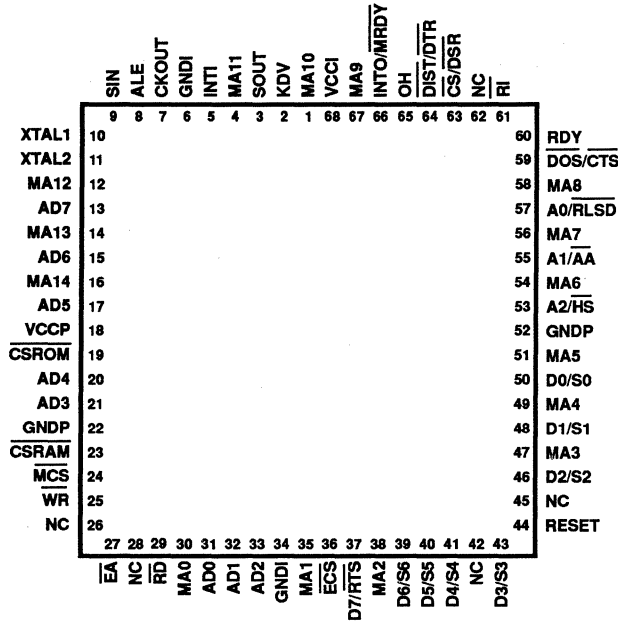 SIN ALE CKOUT GNDI INTI MA11 SOUT KDV MA10 VCCI MA9 INTO/MRDY OH DIST/DTR CS/DSR NC RI
9 8 7 6 5 4 3 2 1 68 67 66 65 64 63 62 61
XTAL1 10 60 RDY
XTAL2 11 59 DOS/CTS
MA12 12 58 MA8
AD7 13 57 A0/RLSD
MA13 14 56 MA7
AD6 15 55 A1/AA
MA14 16 54 MA6
AD5 17 53 A2/HS
VCCP 18 52 GNDP
CSROM 19 51 MA5
AD4 20 50 D0/S0
AD3 21 49 MA4
GNDP 22 48 D1/S1
CSRAM 23 47 MA3
MCS 24 46 D2/S2
WR 25 45 NC
NC 26 44 RESET
27 28 29 30 31 32 33 34 35 36 37 38 39 40 41 42 43
EA NC RD MA0 AD0 AD1 AD2 GNDI MA1 ECS D7/RTS MA2 D6/S6 D5/S5 D4/S4 NC D3/S3